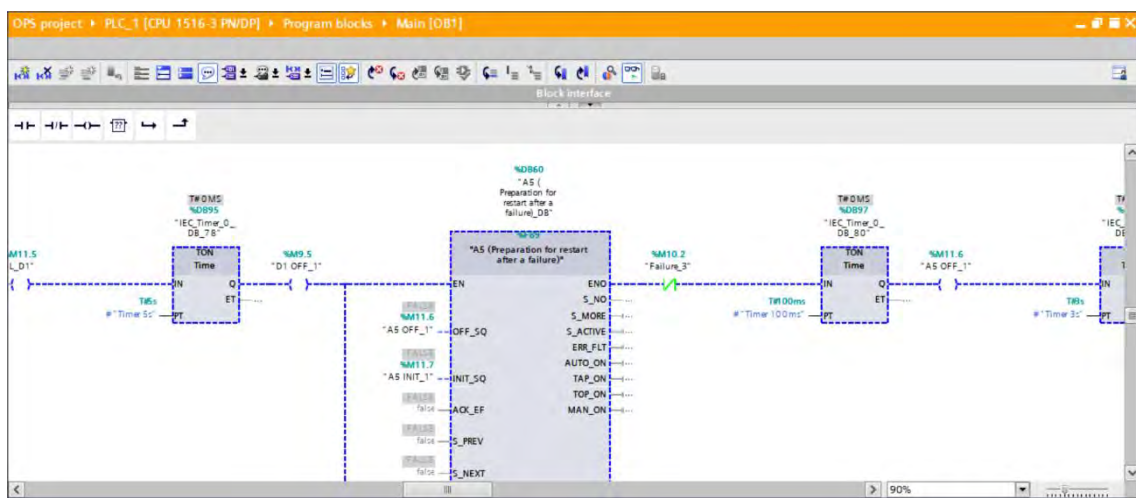 OPS project ▸ PLC_1 [CPU 1516-3 PN/DP] ▸ Program blocks ▸ Main [OB1]
Block interface
%DB60
"A5 (
Preparation for
restart after a
failure)_DB"
%FB9
"A5 (Preparation for restart
after a failure)"
T#0MS
%DB95
"IEC_Timer_0_
DB_78"
TON
Time
T#0MS
%DB97
"IEC_Timer_0_
DB_80"
TON
Time
%M9.5
"D1 OFF_1"
%M10.2
"Failure_3"
%M11.6
"A5 OFF_1"
IN
Q
ET
PT
T#5s
#"Timer 5s"
EN
ENO
S_NO
S_MORE
S_ACTIVE
ERR_FLT
AUTO_ON
TAP_ON
TOP_ON
MAN_ON
FALSE
%M11.6
"A5 OFF_1"
OFF_SQ
FALSE
%M11.7
"A5 INIT_1"
INIT_SQ
FALSE
false
ACK_EF
FALSE
false
S_PREV
FALSE
false
S_NEXT
IN
Q
ET
PT
T#100ms
#"Timer 100ms"
IN
PT
T#3s
#"Timer 3s"
90%